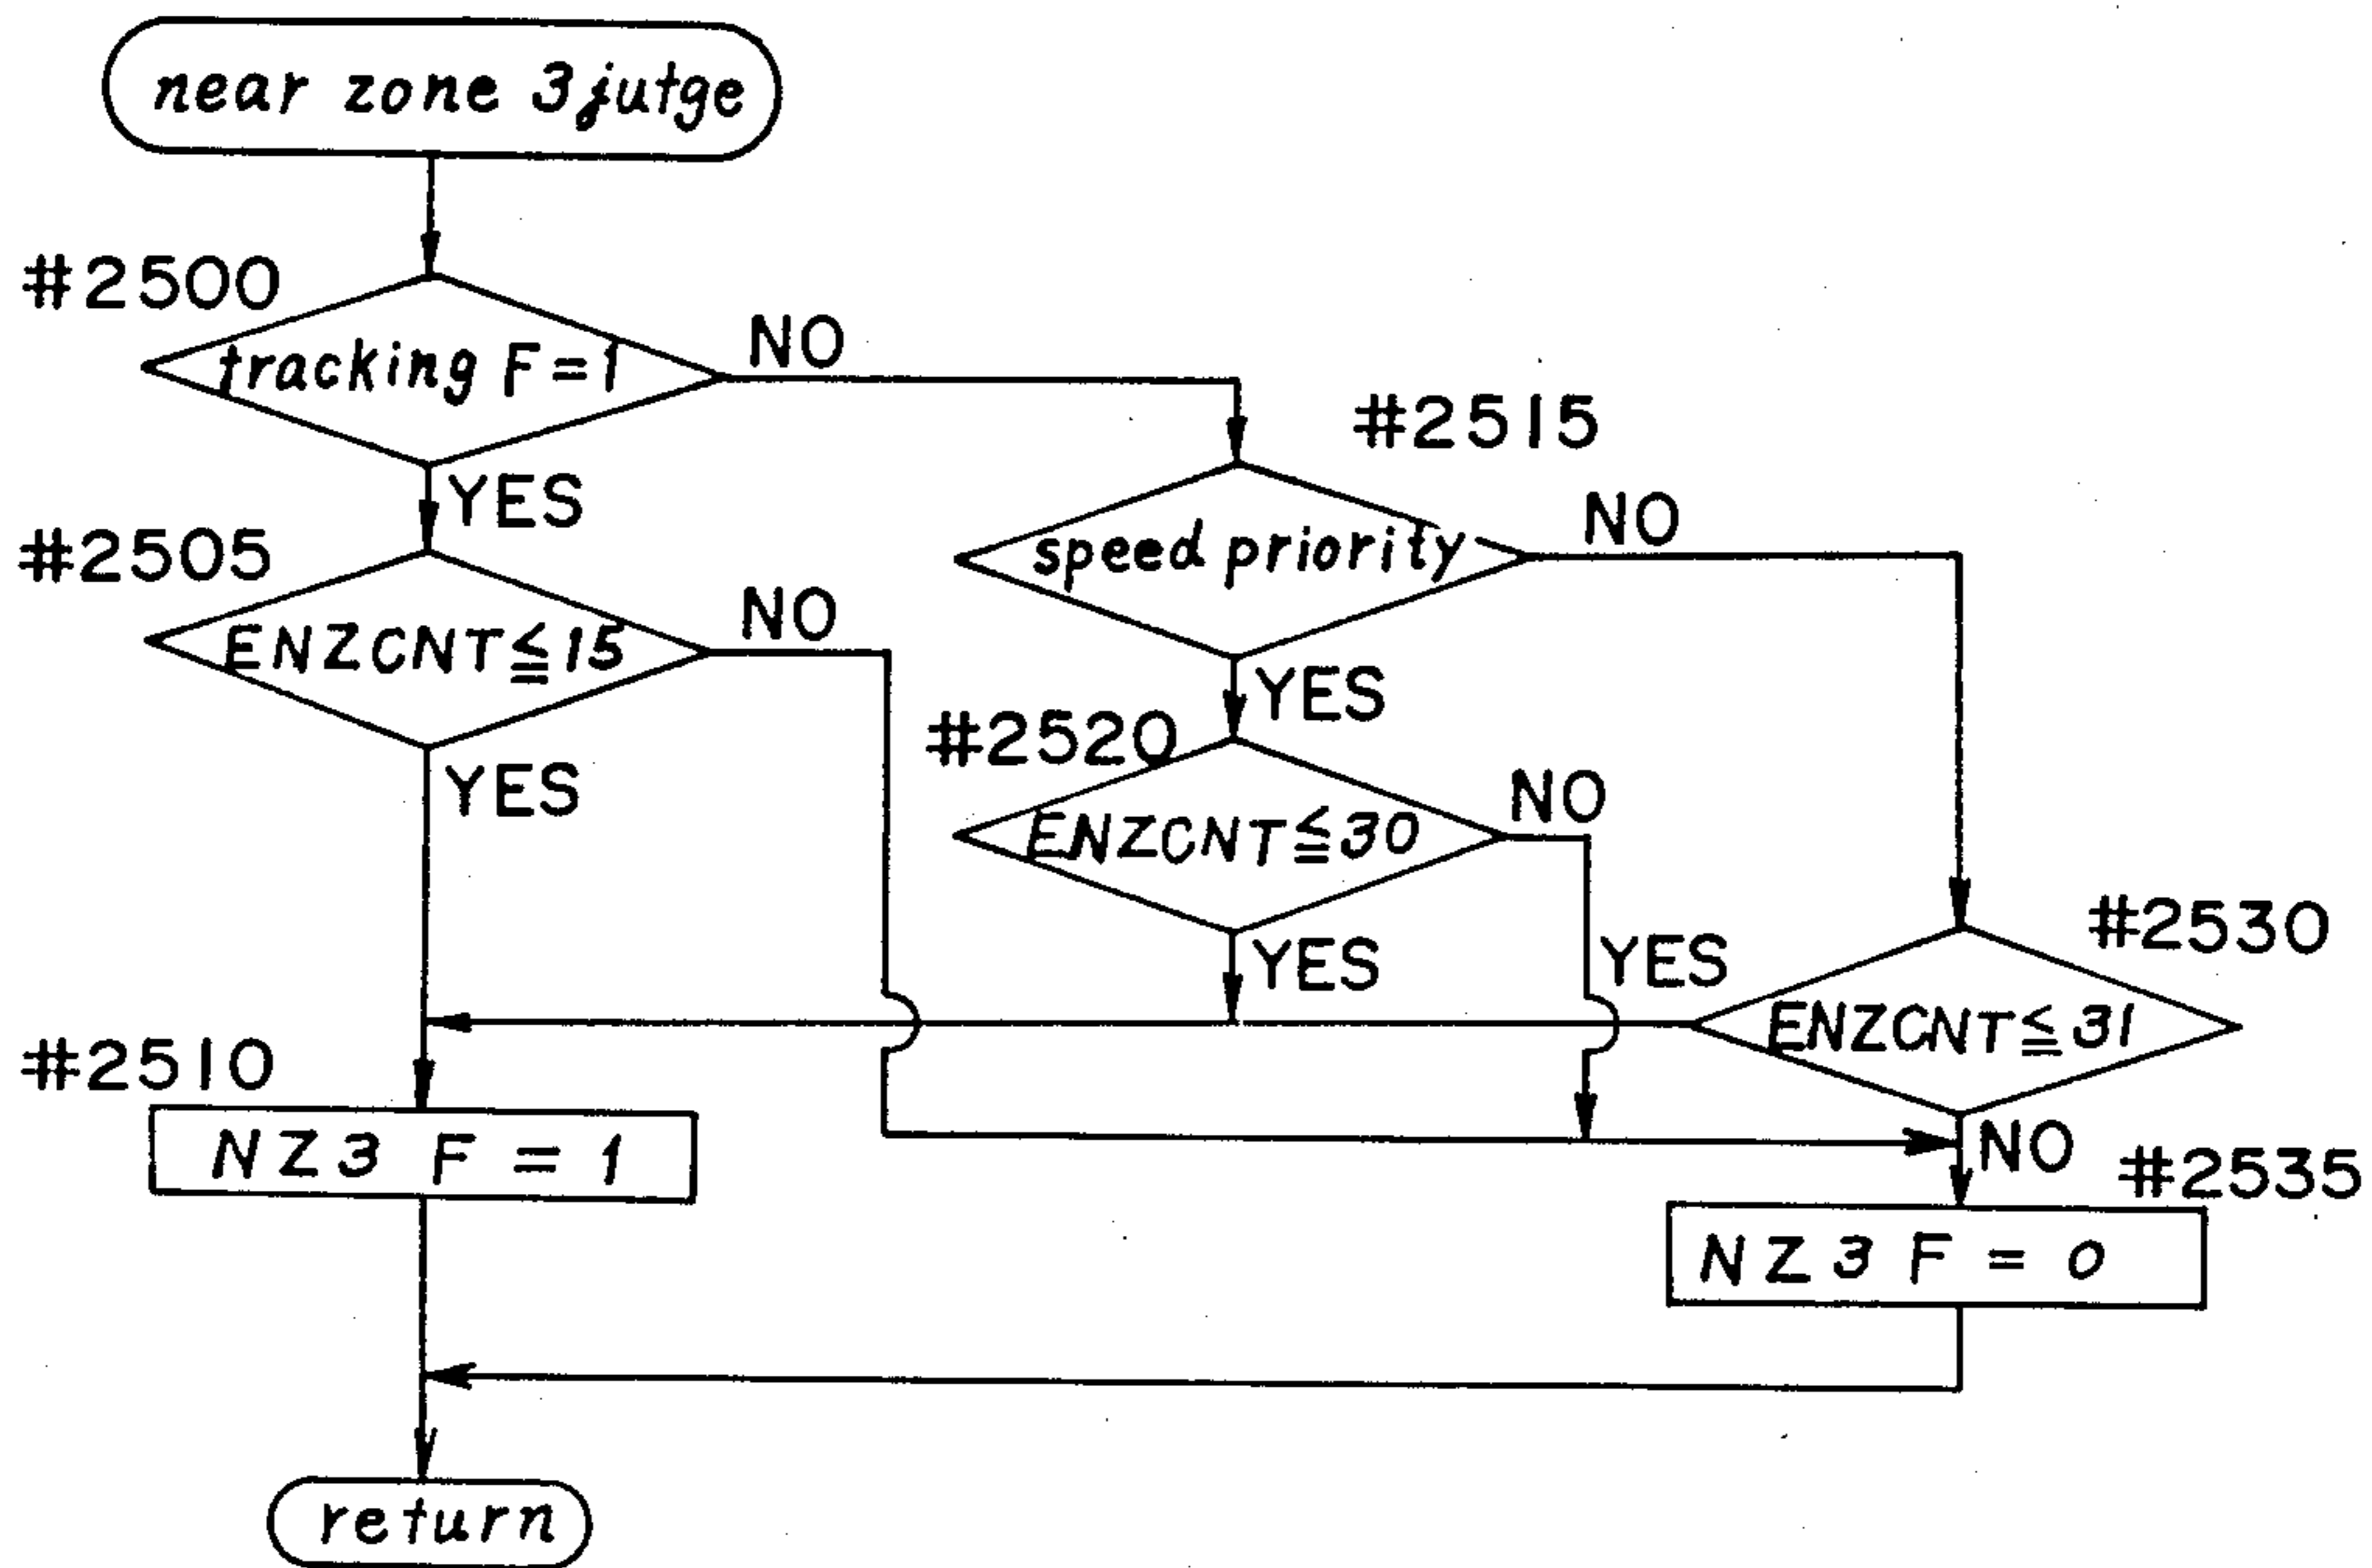 near zone 3 jutge
#2500
tracking F=1
NO
YES
#2515
speed priority
NO
YES
#2505
ENZCNT≦15
NO
YES
#2520
ENZCNT≦30
NO
YES
#2530
ENZCNT≦31
YES
NO
#2510
NZ3 F = 1
#2535
NZ3 F = 0
return